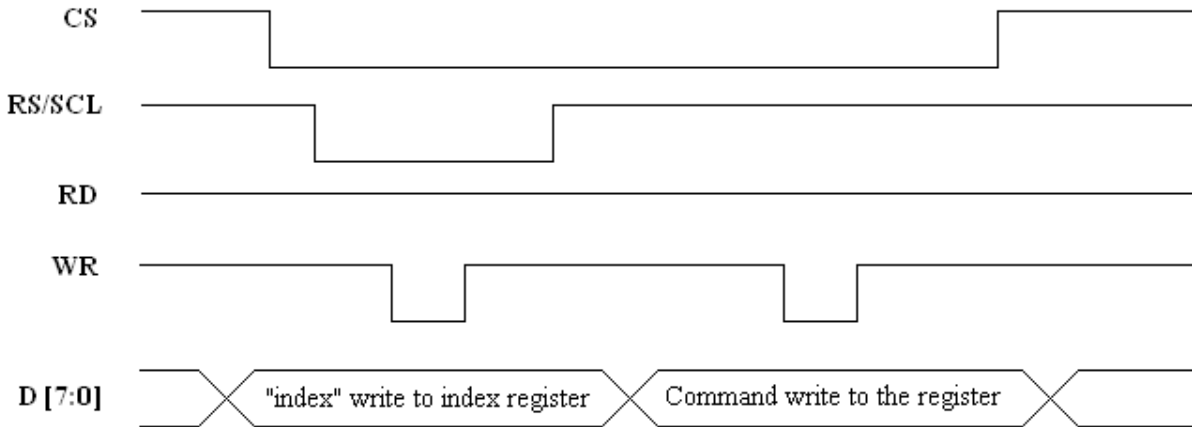 CS
RS/SCL
RD
WR
D [7:0]
"index" write to index register
Command write to the register